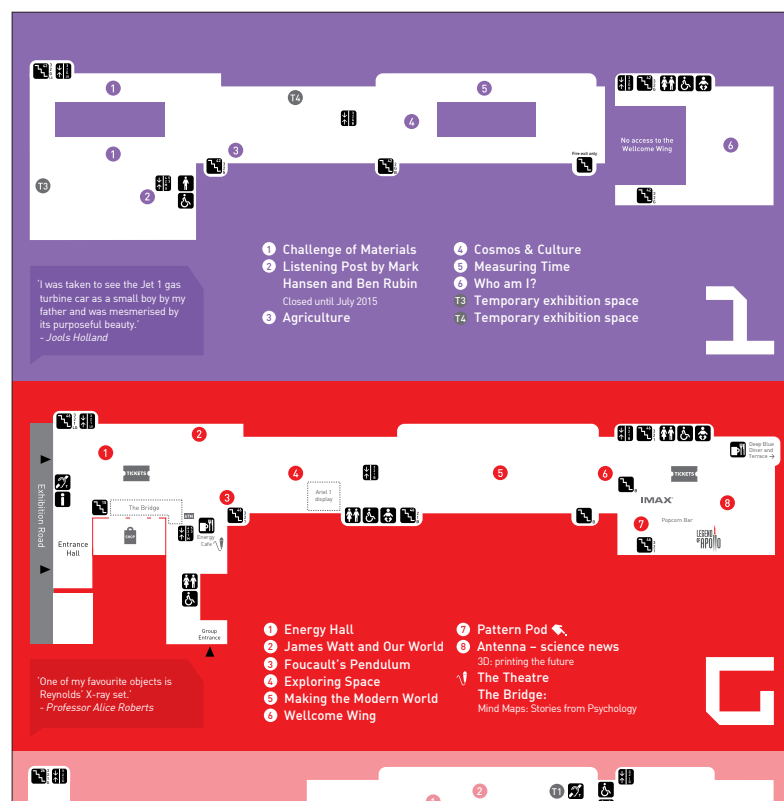 1
T4
5
4
3
1
No access to the
Wellcome Wing
6
Fire exit only
T3
2
1 Challenge of Materials
2 Listening Post by Mark
Hansen and Ben Rubin
Closed until July 2015
3 Agriculture
4 Cosmos & Culture
5 Measuring Time
6 Who am I?
T3 Temporary exhibition space
T4 Temporary exhibition space
'I was taken to see the Jet 1 gas
turbine car as a small boy by my
father and was mesmerised by
its purposeful beauty.'
- Jools Holland
1
2
1
TICKETS
4
5
6
TICKETS
Deep Blue
Diner and
Terrace →
Exhibition Road
Ariel 1
display
3
The Bridge
ATM
IMAX
8
Popcorn Bar
7
LEGEND
OF APOLLO
SHOP
Energy
Cafe
Entrance
Hall
Group
Entrance
1 Energy Hall
2 James Watt and Our World
3 Foucault's Pendulum
4 Exploring Space
5 Making the Modern World
6 Wellcome Wing
7 Pattern Pod
8 Antenna – science news
3D: printing the future
The Theatre
The Bridge:
Mind Maps: Stories from Psychology
'One of my favourite objects is
Reynolds' X-ray set.'
- Professor Alice Roberts
G
2
T1
1